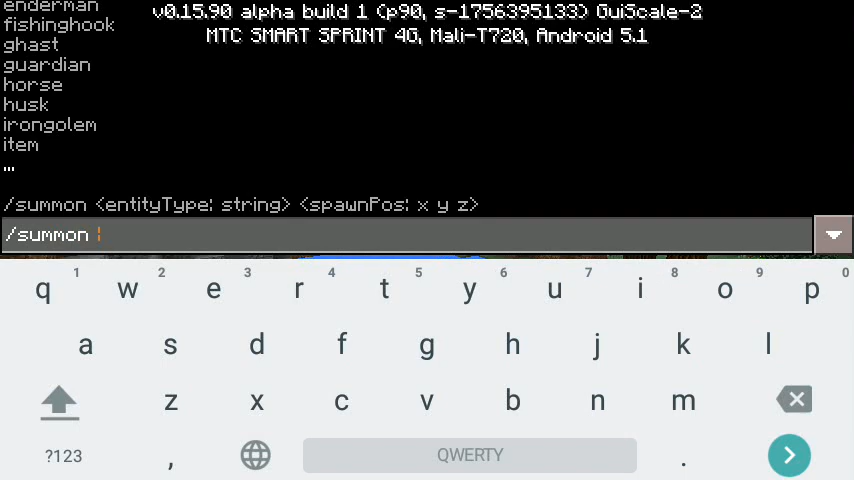 enderman
fishinghook
ghast
guardian
horse
husk
irongolem
item
...
v0.15.90 alpha build 1 (p90, s-1756395133) GuiScale-2
MTC SMART SPRINT 4G, Mali-T720, Android 5.1
/summon <entityType: string> <spawnPos: x y z>
/summon
1 2 3 4 5 6 7 8 9 0
q w e r t y u i o p
a s d f g h j k l
z x c v b n m
?123 , QWERTY .